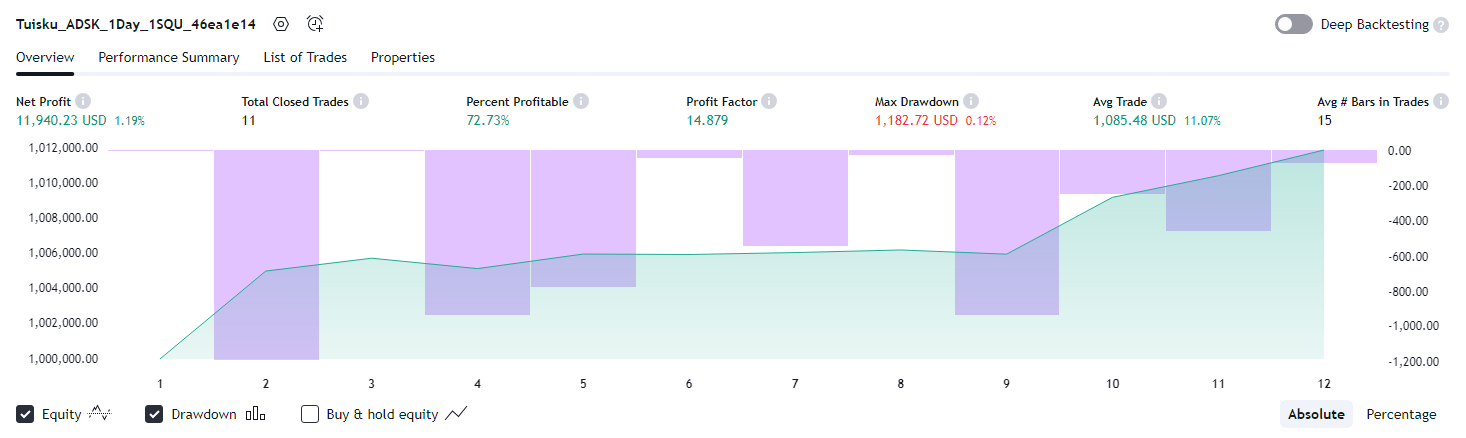 Tuisku_ADSK_1Day_1SQU_46ea1e14 Deep Backtesting ?
Overview Performance Summary List of Trades Properties
Net Profit i Total Closed Trades i Percent Profitable i Profit Factor i Max Drawdown i Avg Trade i Avg # Bars in Trades i
11,940.23 USD 1.19% 11 72.73% 14.879 1,182.72 USD 0.12% 1,085.48 USD 11.07% 15
1,012,000.00 0.00
1,010,000.00 -200.00
1,008,000.00 -400.00
1,006,000.00 -600.00
1,004,000.00 -800.00
1,002,000.00 -1,000.00
1,000,000.00 -1,200.00
1 2 3 4 5 6 7 8 9 10 11 12
Equity Drawdown Buy & hold equity Absolute Percentage